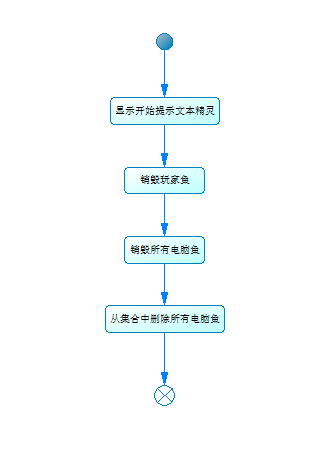 显示开始提示文本精灵
销毁玩家鱼
销毁所有电脑鱼
从集合中删除所有电脑鱼